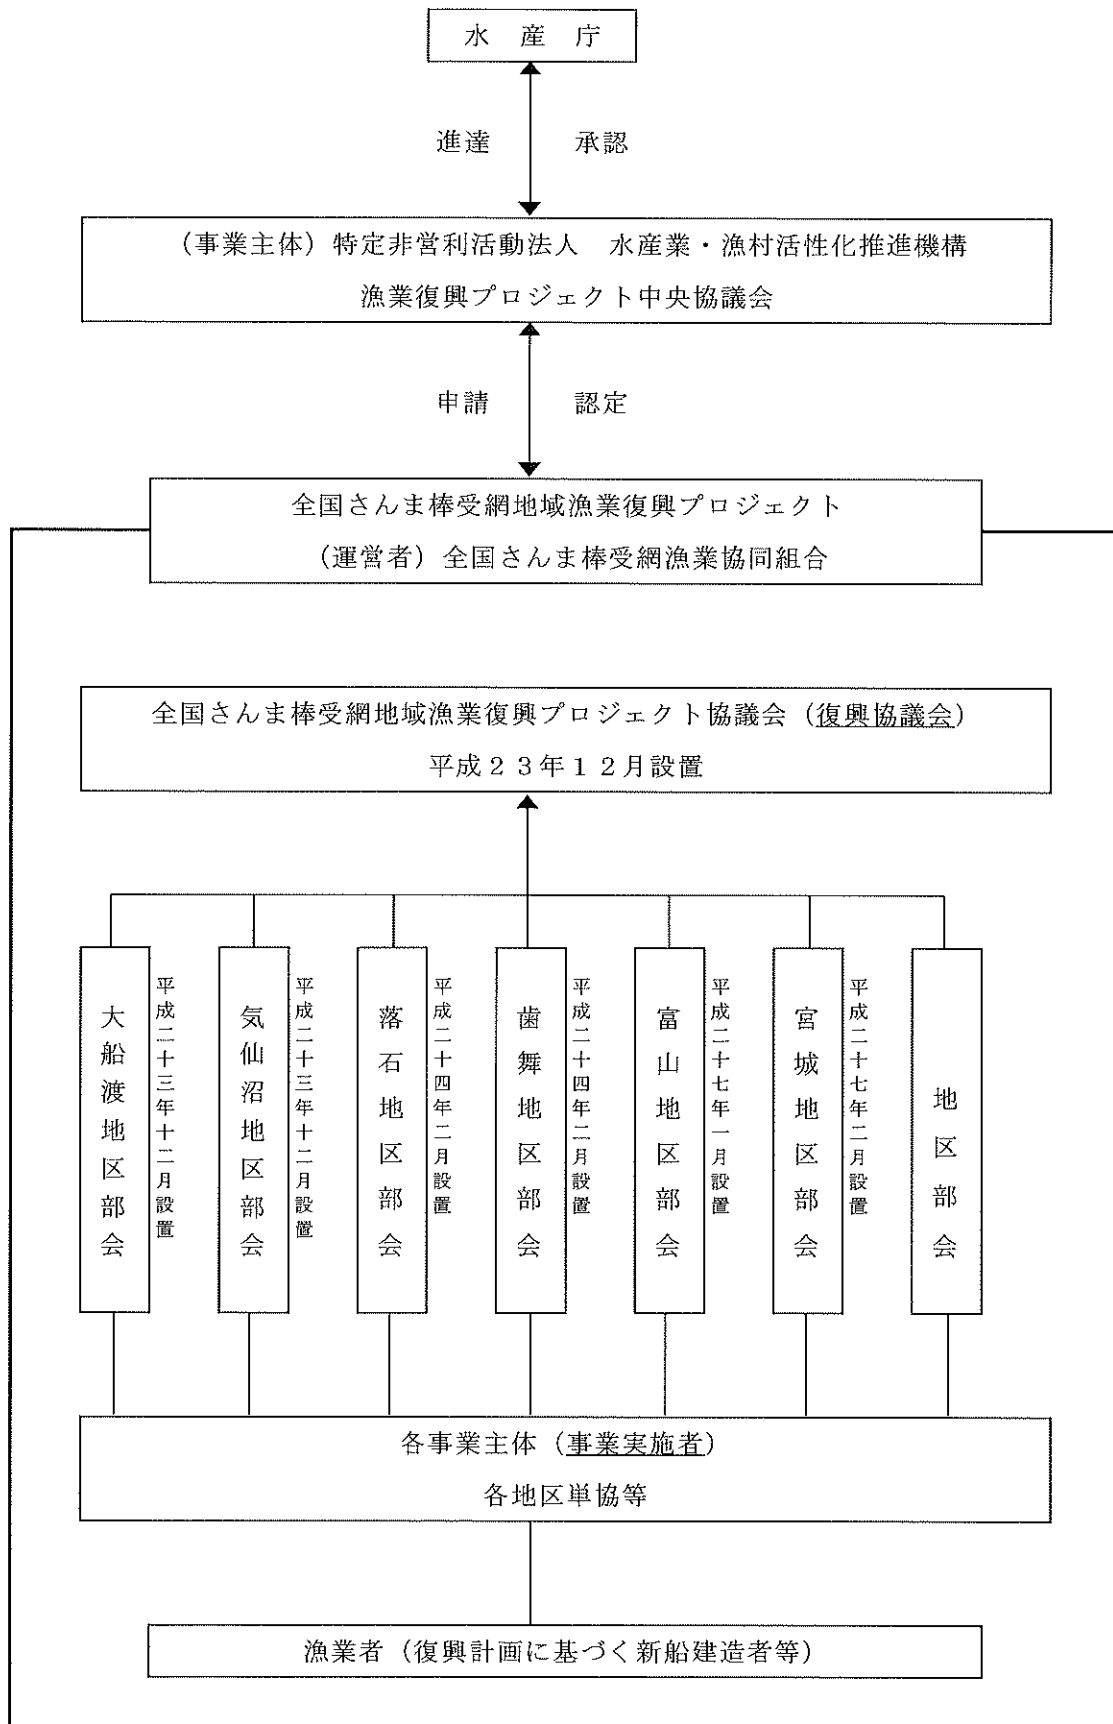 水産庁
進達 承認
(事業主体)特定非営利活動法人 水産業・漁村活性化推進機構
漁業復興プロジェクト中央協議会
申請 認定
全国さんま棒受網地域漁業復興プロジェクト
(運営者)全国さんま棒受網漁業協同組合
全国さんま棒受網地域漁業復興プロジェクト協議会(復興協議会)
平成23年12月設置
大船渡地区部会
平成二十三年十二月設置
気仙沼地区部会
平成二十三年十二月設置
落石地区部会
平成二十四年二月設置
歯舞地区部会
平成二十四年二月設置
富山地区部会
平成二十七年一月設置
宮城地区部会
平成二十七年二月設置
地区部会
各事業主体(事業実施者)
各地区単協等
漁業者(復興計画に基づく新船建造者等)